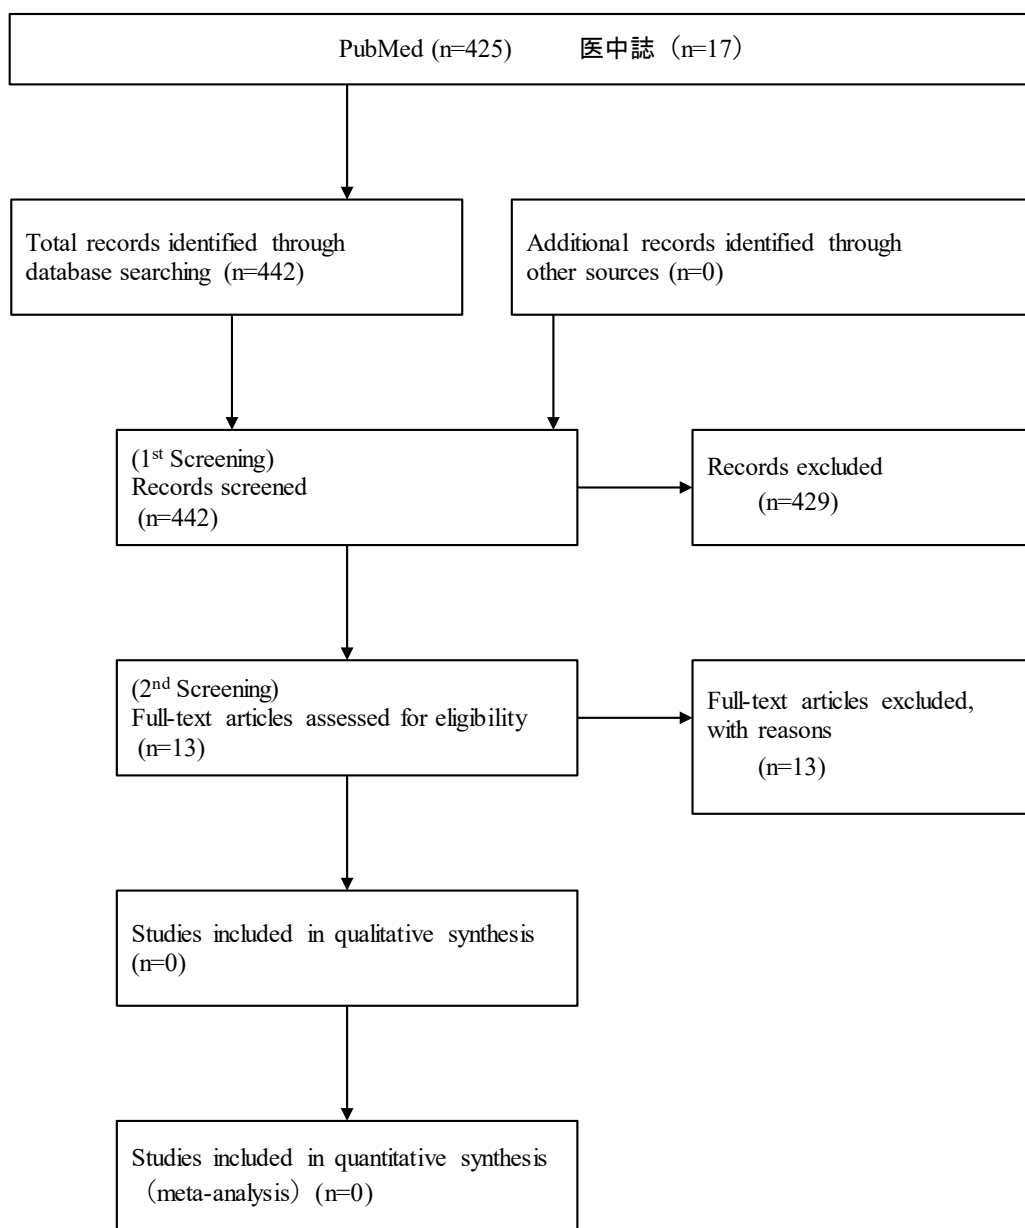 PubMed (n=425) 医中誌（n=17）
Total records identified through
database searching (n=442)
Additional records identified through
other sources (n=0)
(1st Screening)
Records screened
(n=442)
Records excluded
(n=429)
(2nd Screening)
Full-text articles assessed for eligibility
(n=13)
Full-text articles excluded,
with reasons
(n=13)
Studies included in qualitative synthesis
(n=0)
Studies included in quantitative synthesis
（meta-analysis）(n=0)